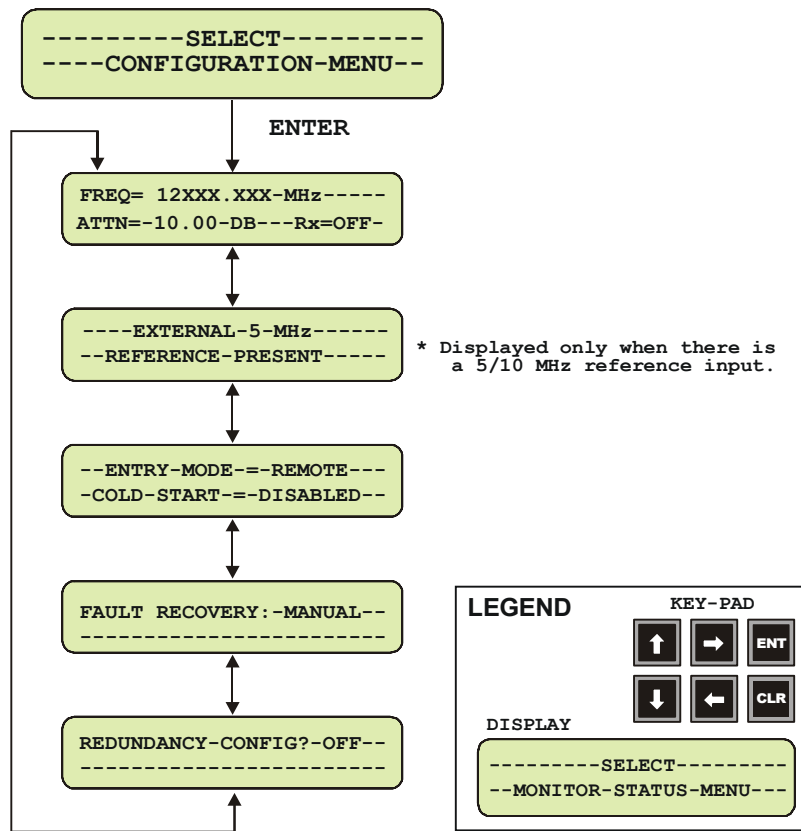 ---------SELECT---------
----CONFIGURATION-MENU--
ENTER
FREQ= 12XXX.XXX-MHz-----
ATTN=-10.00-DB---Rx=OFF-
----EXTERNAL-5-MHz------
--REFERENCE-PRESENT-----
* Displayed only when there is
a 5/10 MHz reference input.
--ENTRY-MODE-=-REMOTE---
-COLD-START-=-DISABLED--
FAULT RECOVERY:-MANUAL--
------------------------
REDUNDANCY-CONFIG?-OFF--
------------------------
LEGEND
KEY-PAD
ENT
CLR
DISPLAY
---------SELECT---------
--MONITOR-STATUS-MENU---